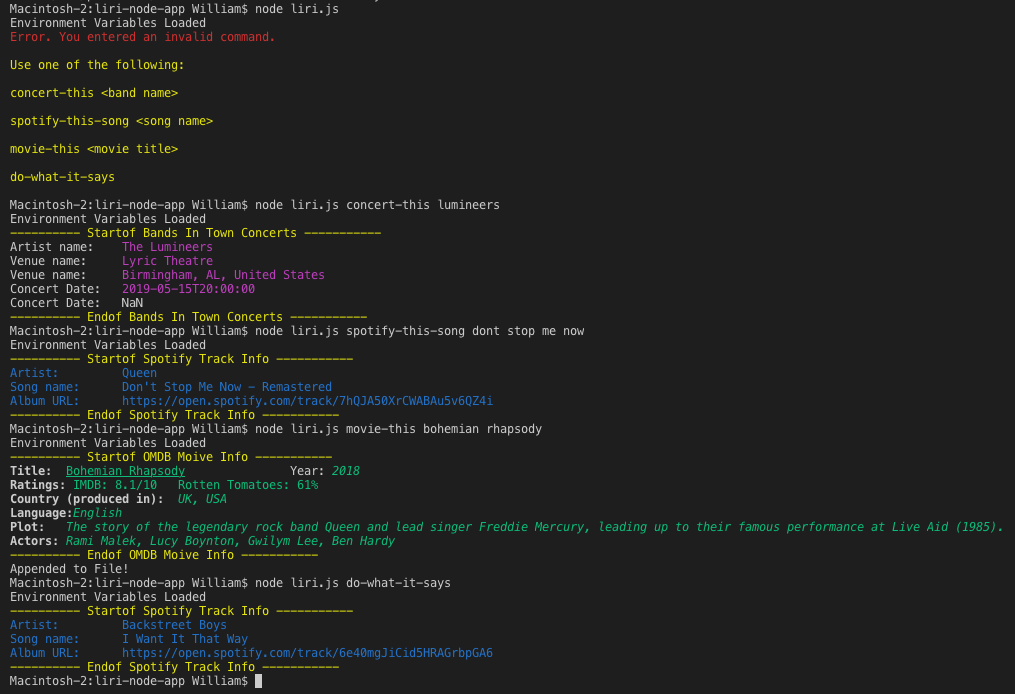 Macintosh-2:liri-node-app William$ node liri.js
Environment Variables Loaded
Error. You entered an invalid command.
Use one of the following:
concert-this <band name>
spotify-this-song <song name>
movie-this <movie title>
do-what-it-says
Macintosh-2:liri-node-app William$ node liri.js concert-this lumineers
Environment Variables Loaded
---------- Startof Bands In Town Concerts -----------
Artist name:    The Lumineers
Venue name:     Lyric Theatre
Venue name:     Birmingham, AL, United States
Concert Date:   2019-05-15T20:00:00
Concert Date:   NaN
---------- Endof Bands In Town Concerts -----------
Macintosh-2:liri-node-app William$ node liri.js spotify-this-song dont stop me now
Environment Variables Loaded
---------- Startof Spotify Track Info -----------
Artist:         Queen
Song name:      Don't Stop Me Now - Remastered
Album URL:      https://open.spotify.com/track/7hQJA50XrCWABAu5v6QZ4i
---------- Endof Spotify Track Info -----------
Macintosh-2:liri-node-app William$ node liri.js movie-this bohemian rhapsody
Environment Variables Loaded
---------- Startof OMDB Moive Info -----------
Title:  Bohemian Rhapsody               Year: 2018
Ratings: IMDB: 8.1/10   Rotten Tomatoes: 61%
Country (produced in):  UK, USA
Language:English
Plot:   The story of the legendary rock band Queen and lead singer Freddie Mercury, leading up to their famous performance at Live Aid (1985).
Actors: Rami Malek, Lucy Boynton, Gwilym Lee, Ben Hardy
---------- Endof OMDB Moive Info -----------
Appended to File!
Macintosh-2:liri-node-app William$ node liri.js do-what-it-says
Environment Variables Loaded
---------- Startof Spotify Track Info -----------
Artist:         Backstreet Boys
Song name:      I Want It That Way
Album URL:      https://open.spotify.com/track/6e40mgJiCid5HRAGrbpGA6
---------- Endof Spotify Track Info -----------
Macintosh-2:liri-node-app William$